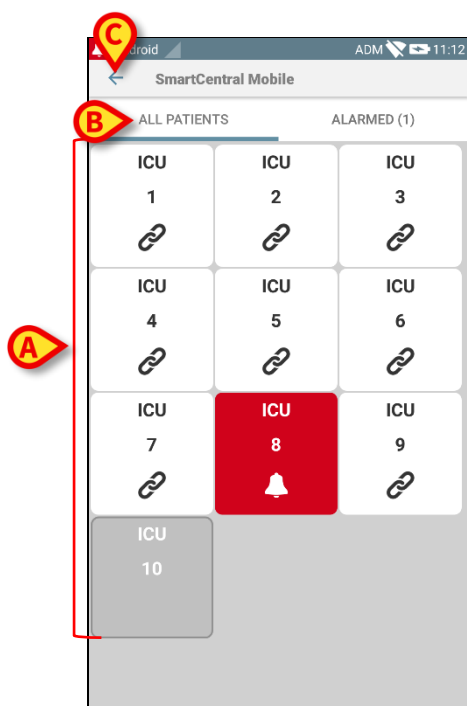 C
droid ADM 11:12
SmartCentral Mobile
B
ALL PATIENTS ALARMED (1)
ICU ICU ICU
1 2 3
ICU ICU ICU
4 5 6
A
ICU ICU ICU
7 8 9
ICU
10